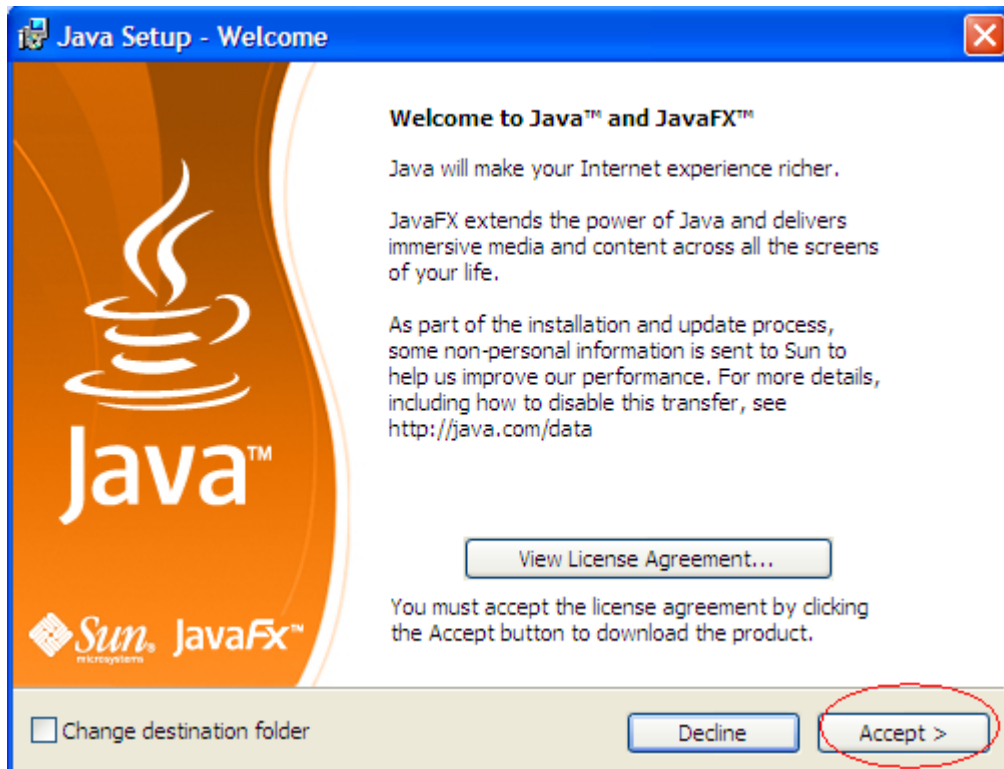 Java Setup - Welcome
Welcome to Java™ and JavaFX™
Java will make your Internet experience richer.
JavaFX extends the power of Java and delivers
immersive media and content across all the screens
of your life.
As part of the installation and update process,
some non-personal information is sent to Sun to
help us improve our performance. For more details,
including how to disable this transfer, see
http://java.com/data
Java™
View License Agreement...
You must accept the license agreement by clicking
the Accept button to download the product.
Sun® microsystems JavaFX™
Change destination folder
Decline
Accept >